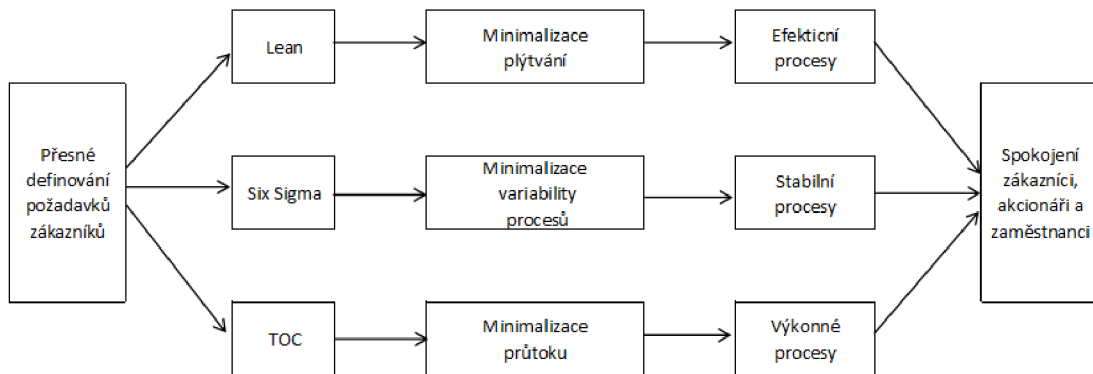 Přesné
definování
požadavků
zákazníků
Lean
Minimalizace
plýtvání
Efekticní
procesy
Six Sigma
Minimalizace
variability
procesů
Stabilní
procesy
TOC
Minimalizace
průtoku
Výkonné
procesy
Spokojení
zákazníci,
akcionáři a
zaměstnanci